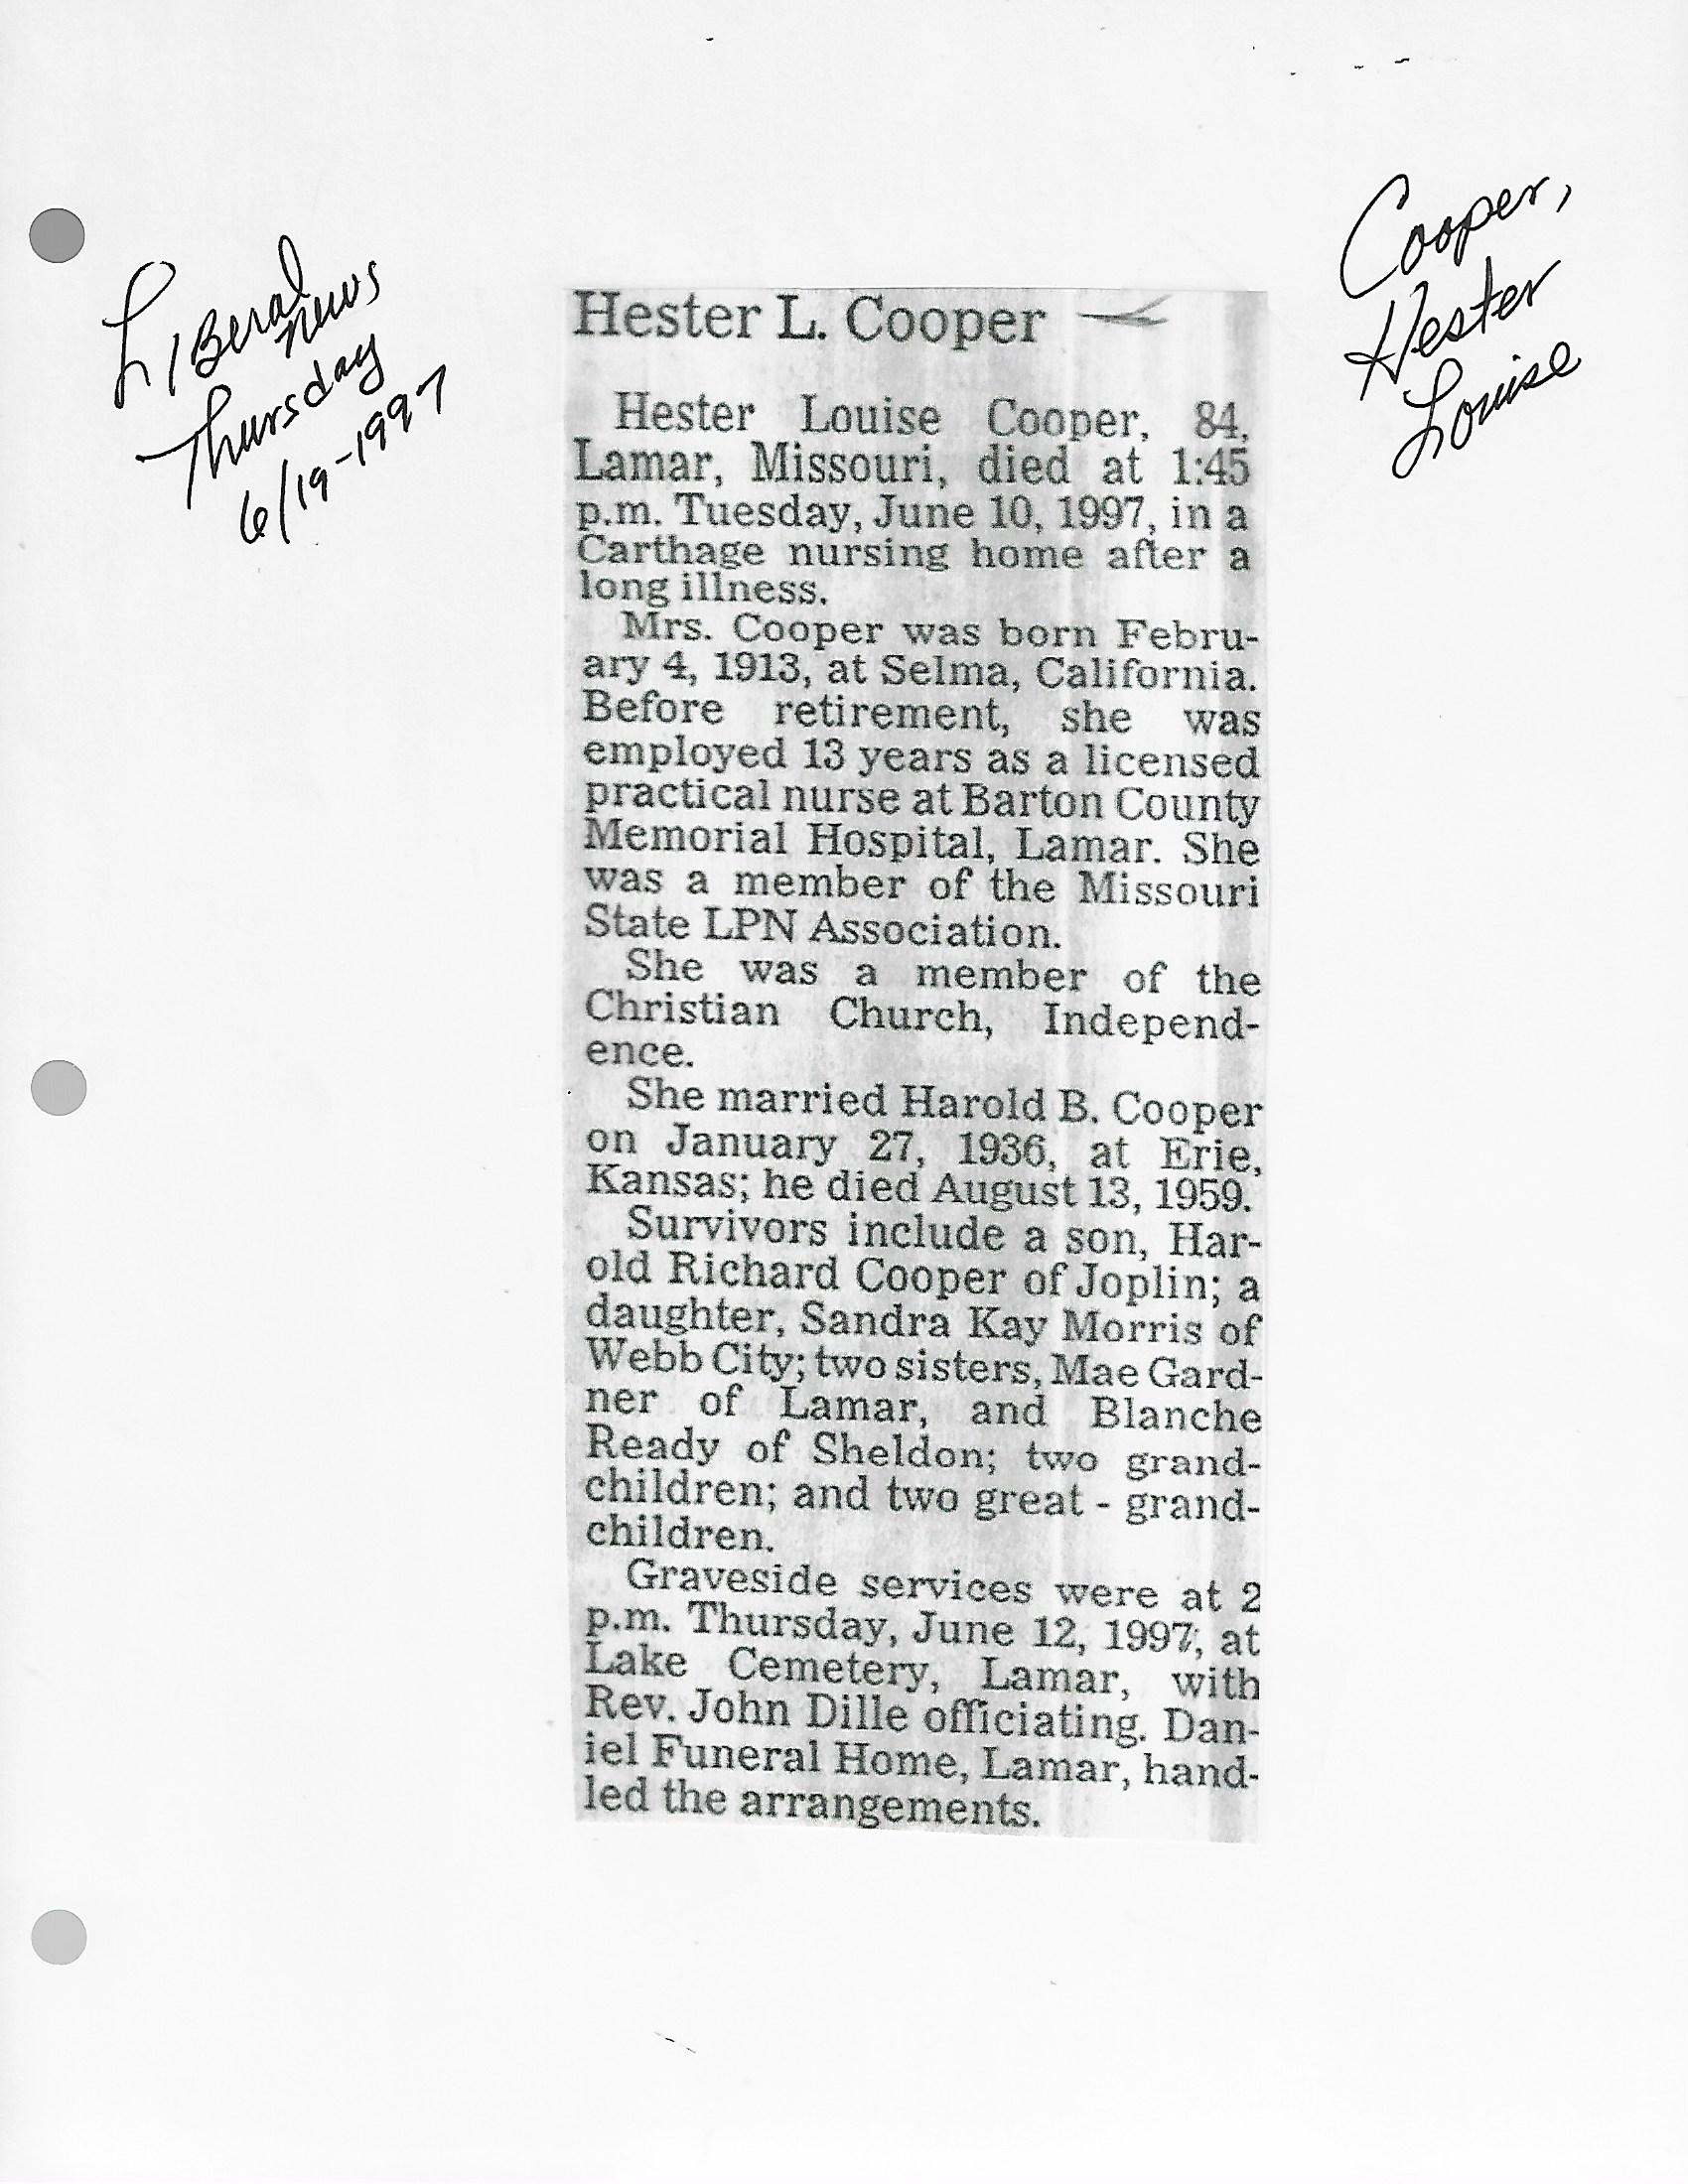 Liberal
news
Thursday
6/19-1997
Cooper,
Hester
Louise
Hester L. Cooper
Hester Louise Cooper, 84,
Lamar, Missouri, died at 1:45
p.m. Tuesday, June 10, 1997, in a
Carthage nursing home after a
long illness.
Mrs. Cooper was born Febru-
ary 4, 1913, at Selma, California.
Before retirement, she was
employed 13 years as a licensed
practical nurse at Barton County
Memorial Hospital, Lamar. She
was a member of the Missouri
State LPN Association.
She was a member of the
Christian Church, Independ-
ence.
She married Harold B. Cooper
on January 27, 1936, at Erie,
Kansas; he died August 13, 1959.
Survivors include a son, Har-
old Richard Cooper of Joplin; a
daughter, Sandra Kay Morris of
Webb City; two sisters, Mae Gard-
ner of Lamar, and Blanche
Ready of Sheldon; two grand-
children; and two great - grand-
children.
Graveside services were at 2
p.m. Thursday, June 12, 1997, at
Lake Cemetery, Lamar, with
Rev. John Dille officiating. Dan-
iel Funeral Home, Lamar, hand-
led the arrangements.